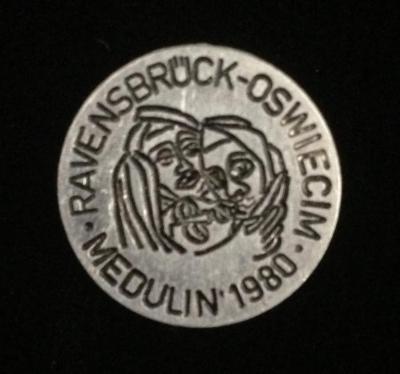 · RAVENSBRÜCK-OSWIECIM ·
MEDULIN' 1980